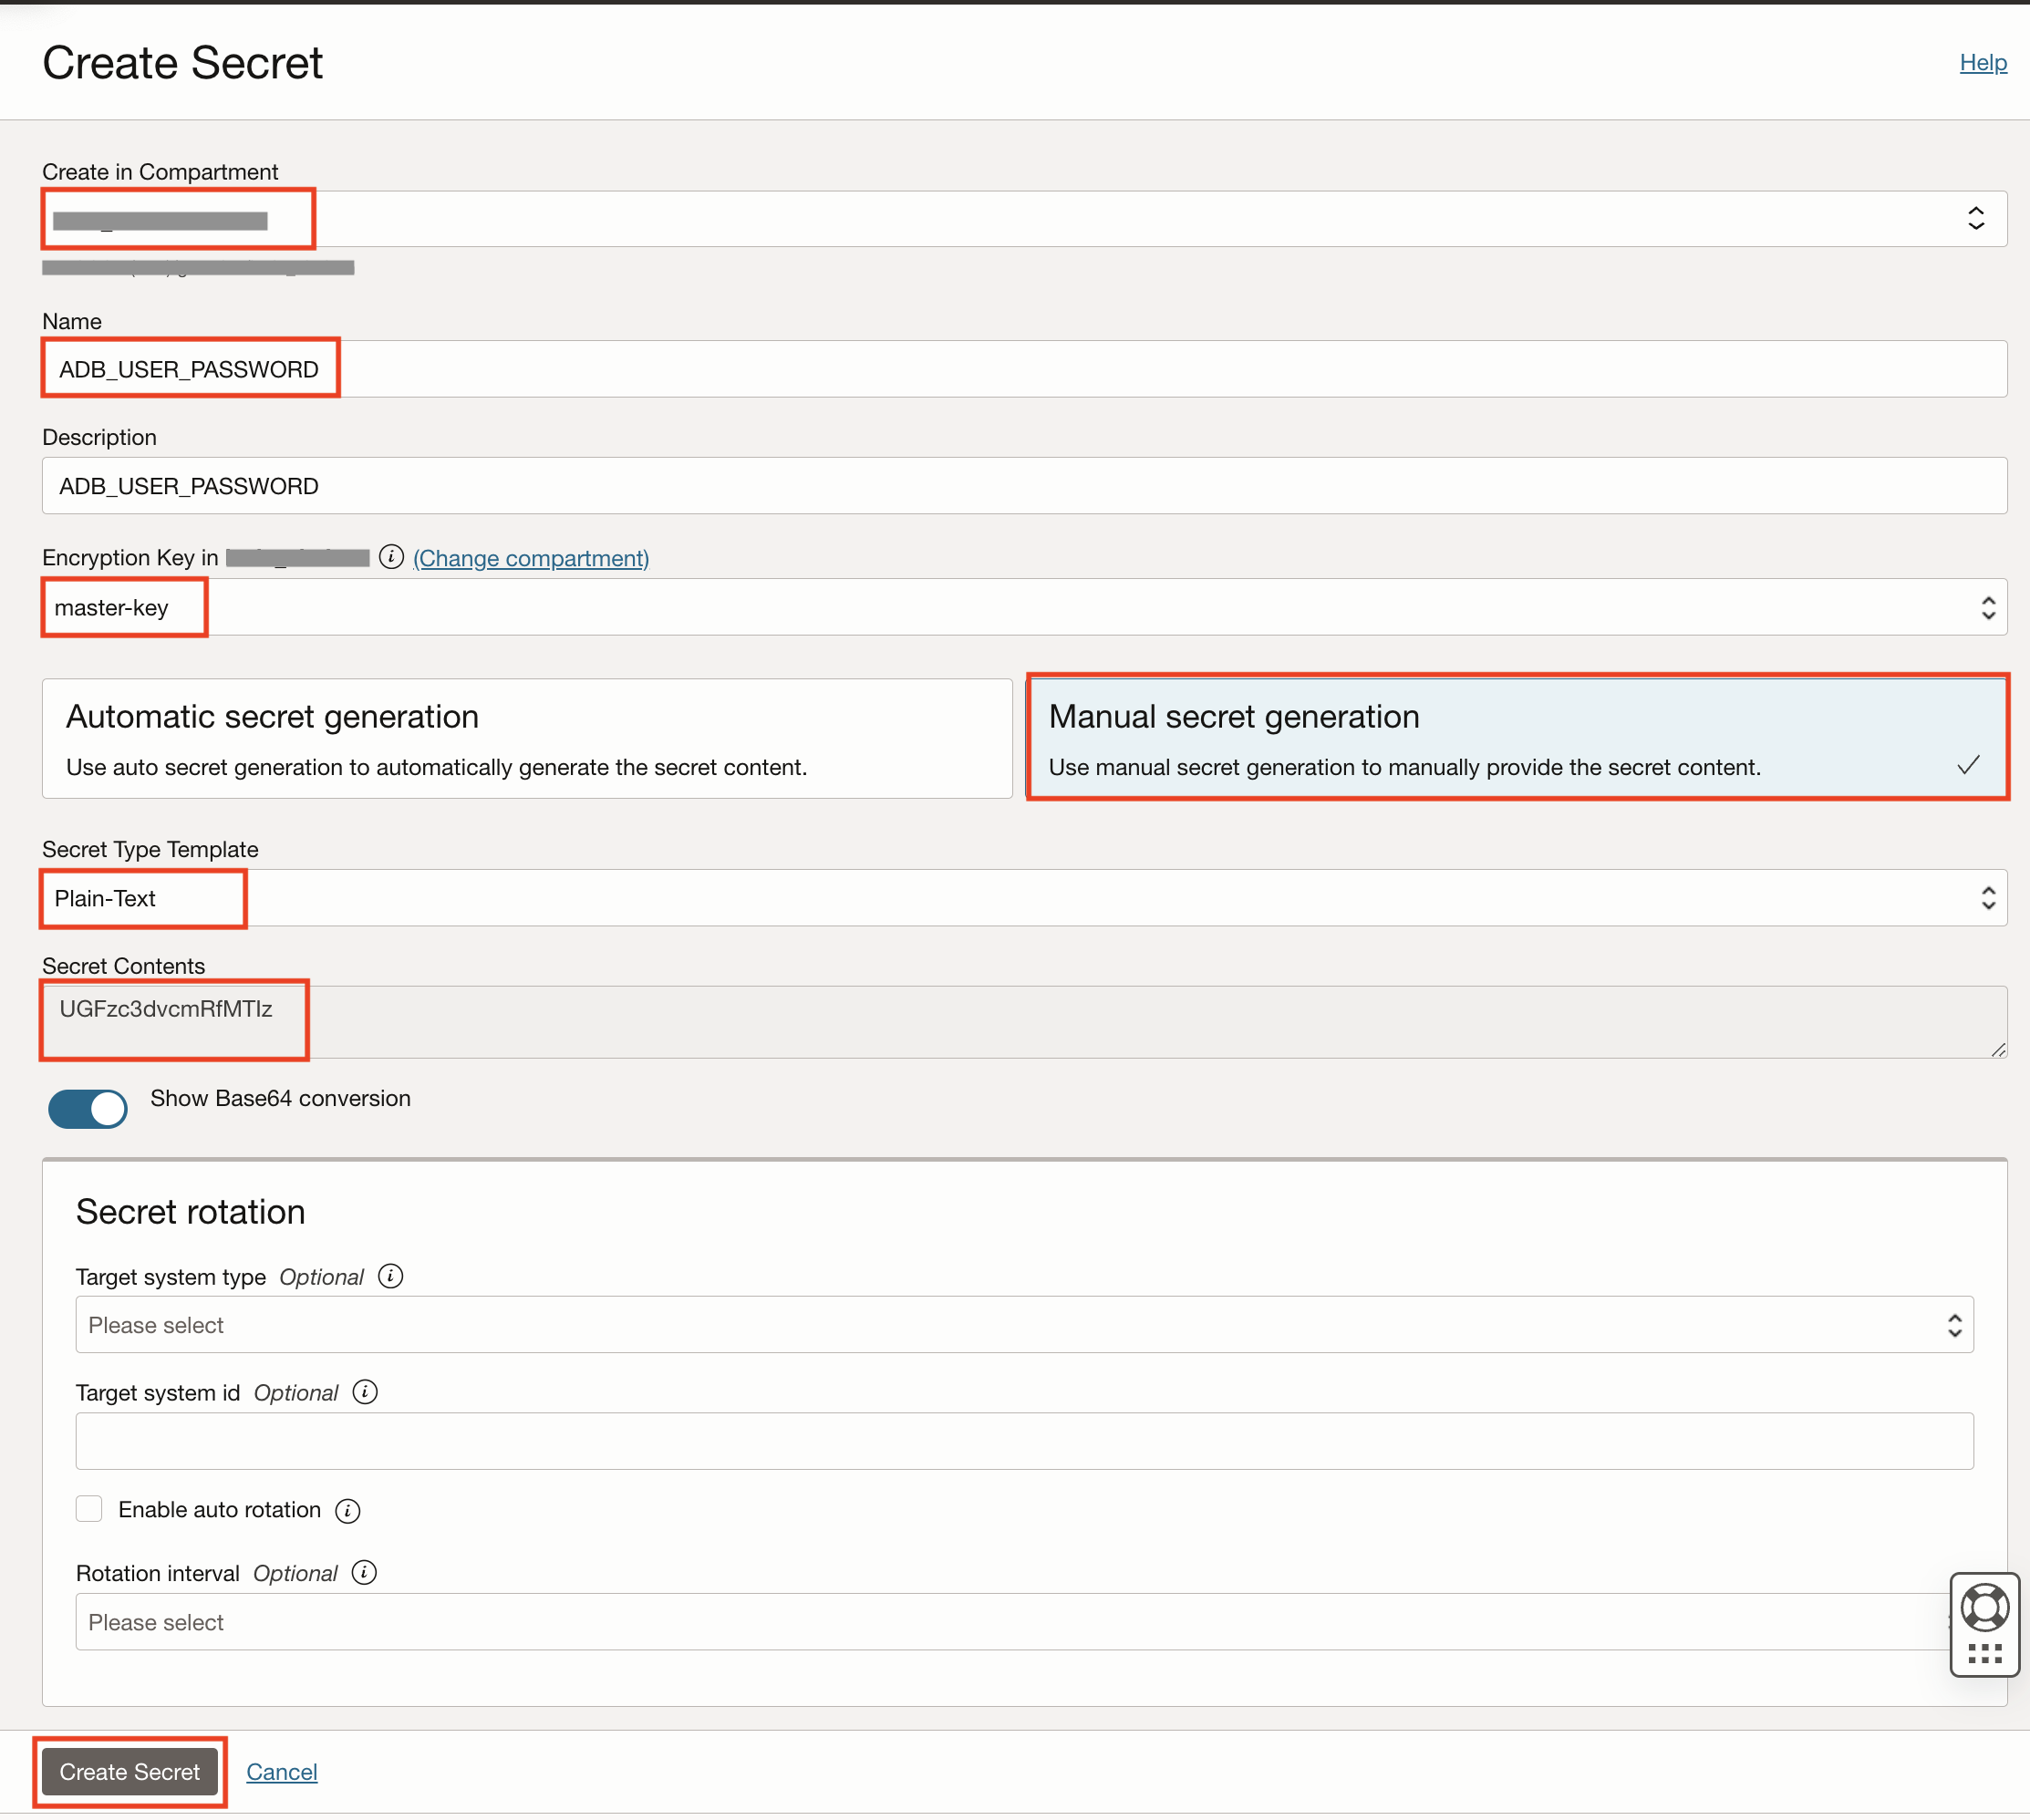 Create Secret
Help
Create in Compartment
Name
ADB_USER_PASSWORD
Description
ADB_USER_PASSWORD
Encryption Key in (Change compartment)
master-key
Automatic secret generation
Use auto secret generation to automatically generate the secret content.
Manual secret generation
Use manual secret generation to manually provide the secret content.
Secret Type Template
Plain-Text
Secret Contents
UGFzc3dvcmRfMTIz
Show Base64 conversion
Secret rotation
Target system type Optional
Please select
Target system id Optional
Enable auto rotation
Rotation interval Optional
Please select
Create Secret
Cancel